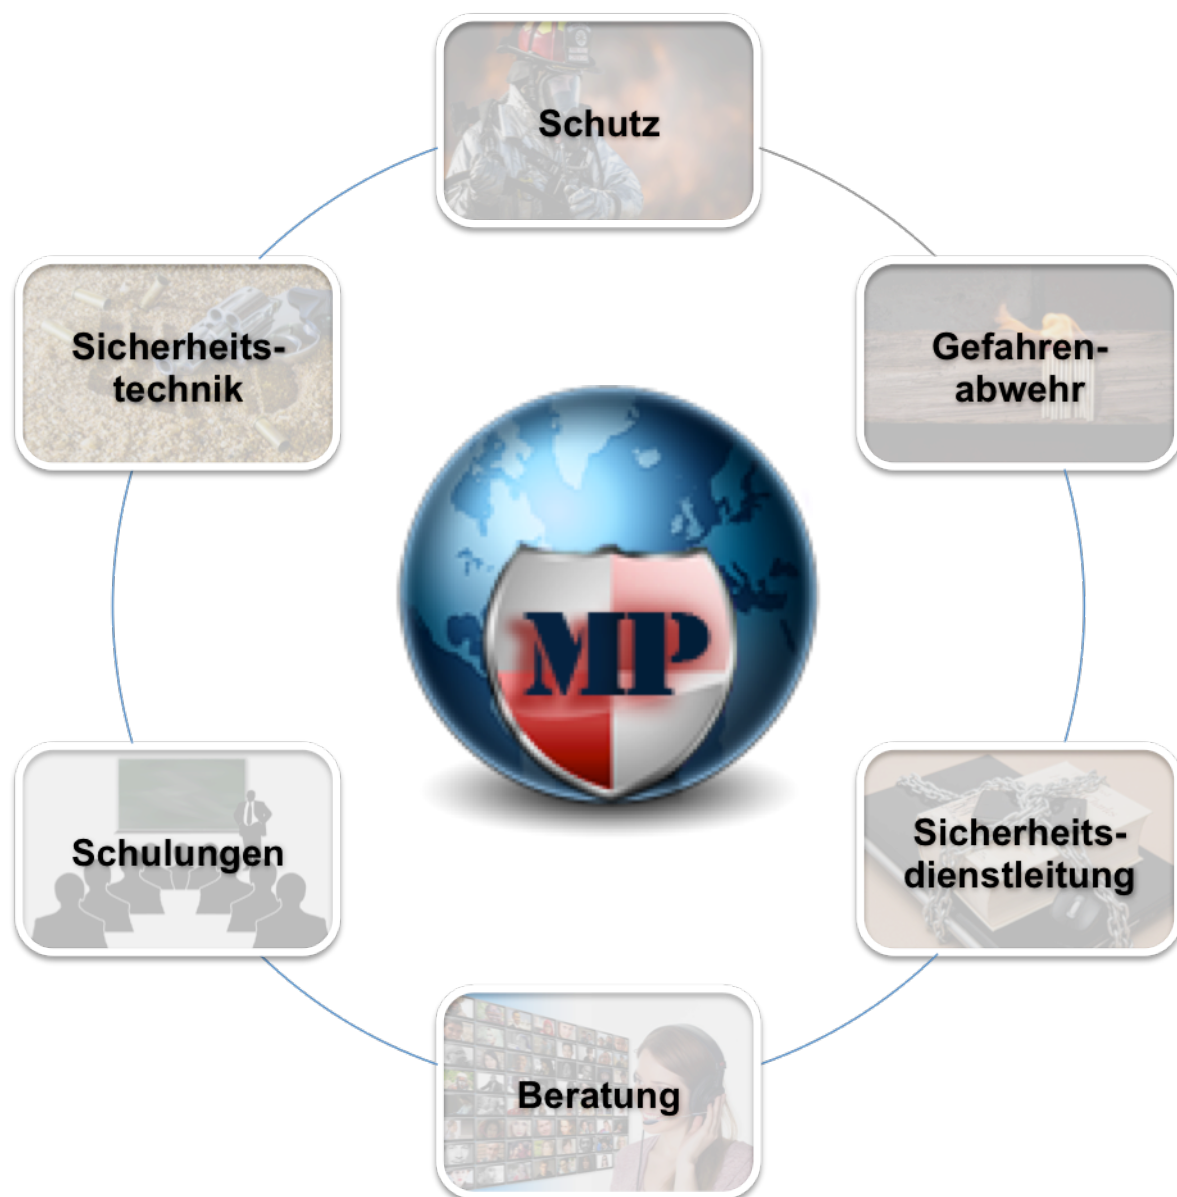 Schutz
Gefahren-
abwehr
Sicherheits-
dienstleitung
Beratung
Schulungen
Sicherheits-
technik
MP